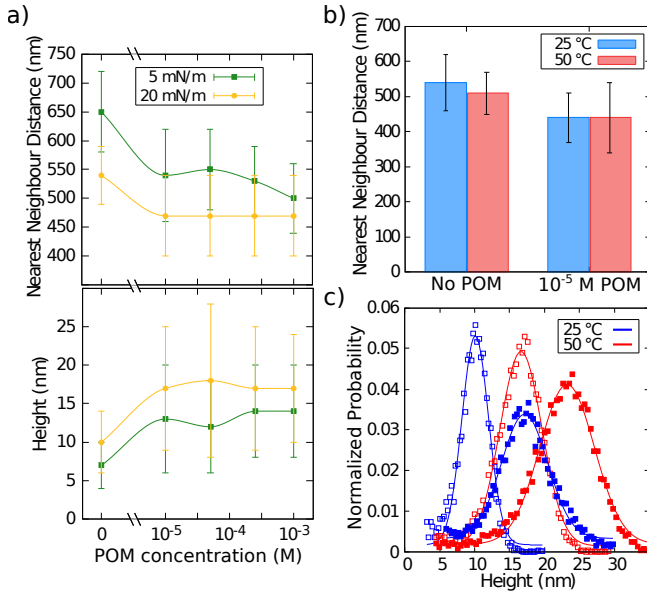 a)
Nearest Neighbour Distance (nm)
750
700
650
600
550
500
450
400
5 mN/m
20 mN/m
Height (nm)
25
20
15
10
5
0
0 10⁻⁵ 10⁻⁴ 10⁻³
POM concentration (M)
b)
Nearest Neighbour Distance (nm)
700
600
500
400
300
200
100
0
25 °C
50 °C
No POM 10⁻⁵ M POM
c)
Normalized Probability
0.06
0.05
0.04
0.03
0.02
0.01
0
25 °C
50 °C
0 5 10 15 20 25 30
Height (nm)